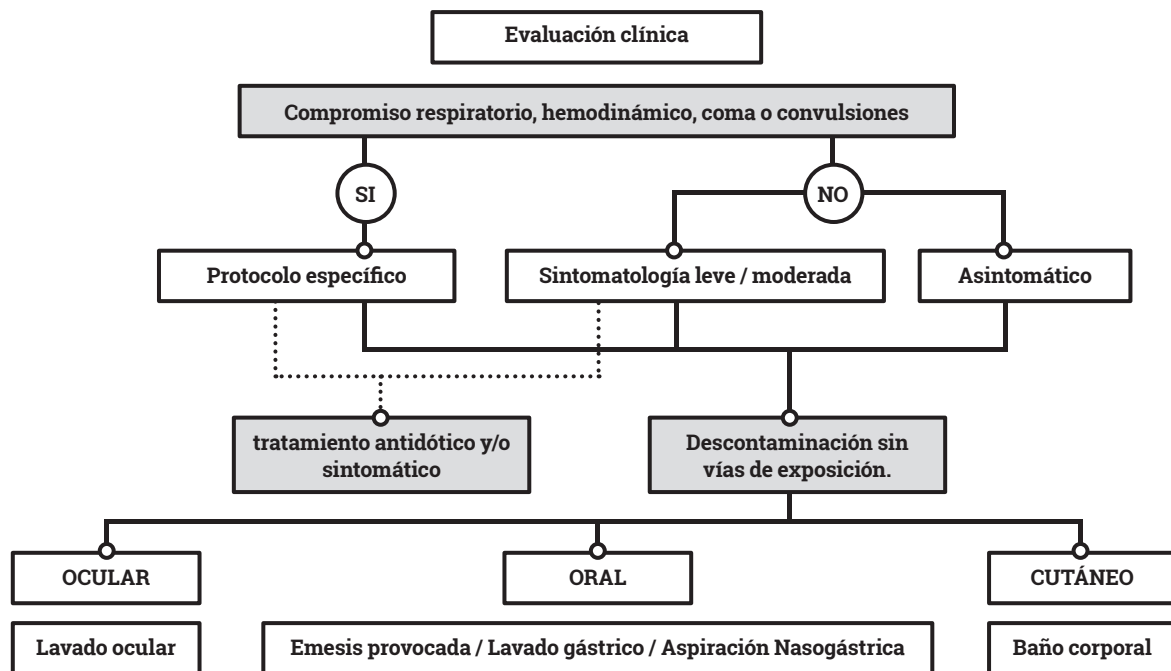 Evaluación clínica
Compromiso respiratorio, hemodinámico, coma o convulsiones
SI
NO
Protocolo específico
Sintomatología leve / moderada
Asintomático
tratamiento antidótico y/o
sintomático
Descontaminación sin
vías de exposición.
OCULAR
ORAL
CUTÁNEO
Lavado ocular
Emesis provocada / Lavado gástrico / Aspiración Nasogástrica
Baño corporal